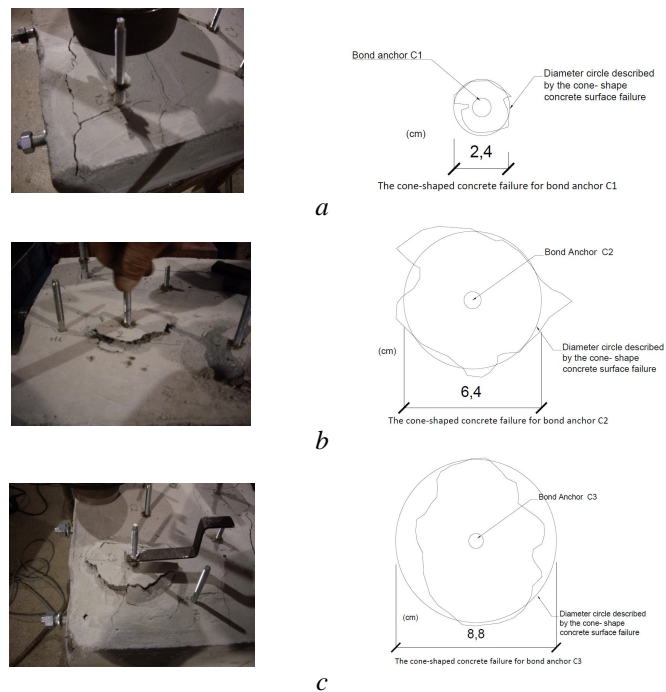 Bond anchor C1
Diameter circle described
by the cone- shape
concrete surface failure
(cm)
2,4
The cone-shaped concrete failure for bond anchor C1
a
Bond Anchor C2
(cm)
Diameter circle described
by the cone- shape
concrete surface failure
6,4
The cone-shaped concrete failure for bond anchor C2
b
Bond Anchor C3
(cm)
Diameter circle described
by the cone- shape
concrete surface failure
8,8
The cone-shaped concrete failure for bond anchor C3
c